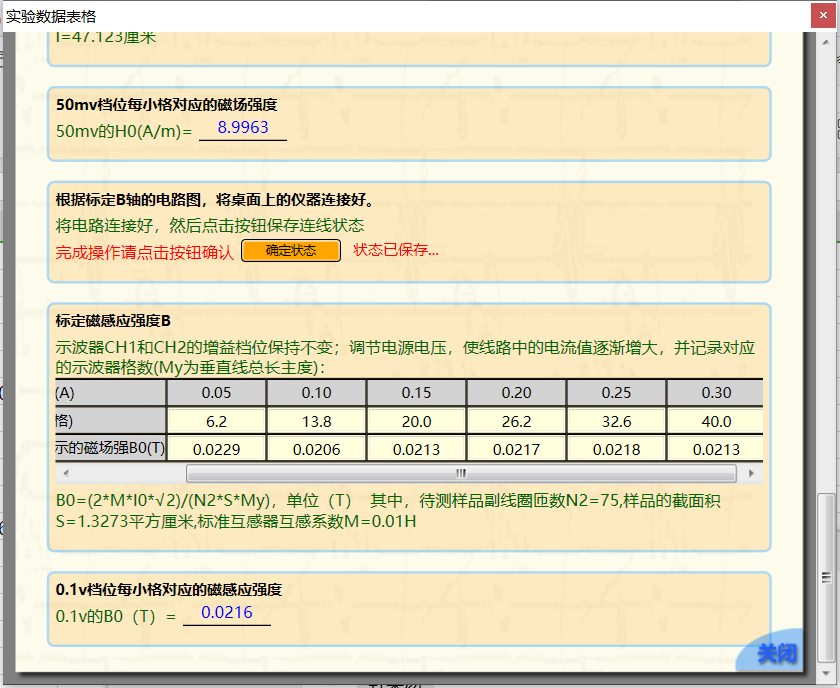 实验数据表格
l=47.123厘米
50mv档位每小格对应的磁场强度
50mv的H0(A/m)= 8.9963
根据标定B轴的电路图，将桌面上的仪器连接好。
将电路连接好，然后点击按钮保存连线状态
完成操作请点击按钮确认 确定状态 状态已保存...
标定磁感应强度B
示波器CH1和CH2的增益档位保持不变；调节电源电压，使线路中的电流值逐渐增大，并记录对应
的示波器格数(My为垂直线总长主度)：
(A) 0.05 0.10 0.15 0.20 0.25 0.30
格) 6.2 13.8 20.0 26.2 32.6 40.0
示的磁场强B0(T) 0.0229 0.0206 0.0213 0.0217 0.0218 0.0213
B0=(2*M*I0*√2)/(N2*S*My)，单位（T） 其中，待测样品副线圈匝数N2=75,样品的截面积
S=1.3273平方厘米,标准互感器互感系数M=0.01H
0.1v档位每小格对应的磁感应强度
0.1v的B0（T）= 0.0216
关闭